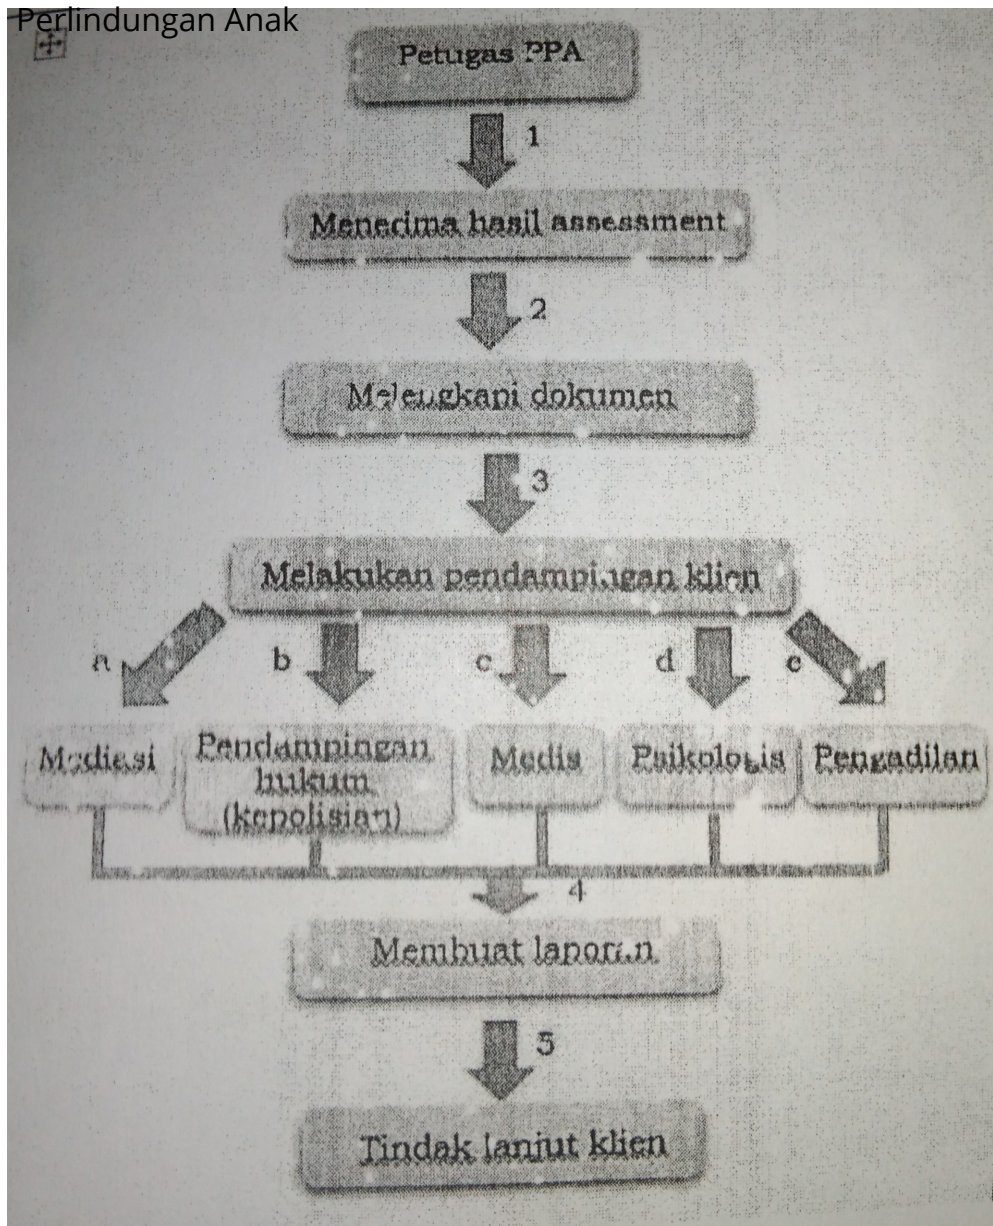 Perlindungan Anak
Petugas PPA
1
Menerima hasil assessment
2
Melengkapi dokumen
3
Melakukan pendampingan klien
a b c d e
Mediasi
Pendampingan
hukum
(kepolisian)
Medis
Psikologis
Pengadilan
4
Membuat laporan
5
Tindak lanjut klien